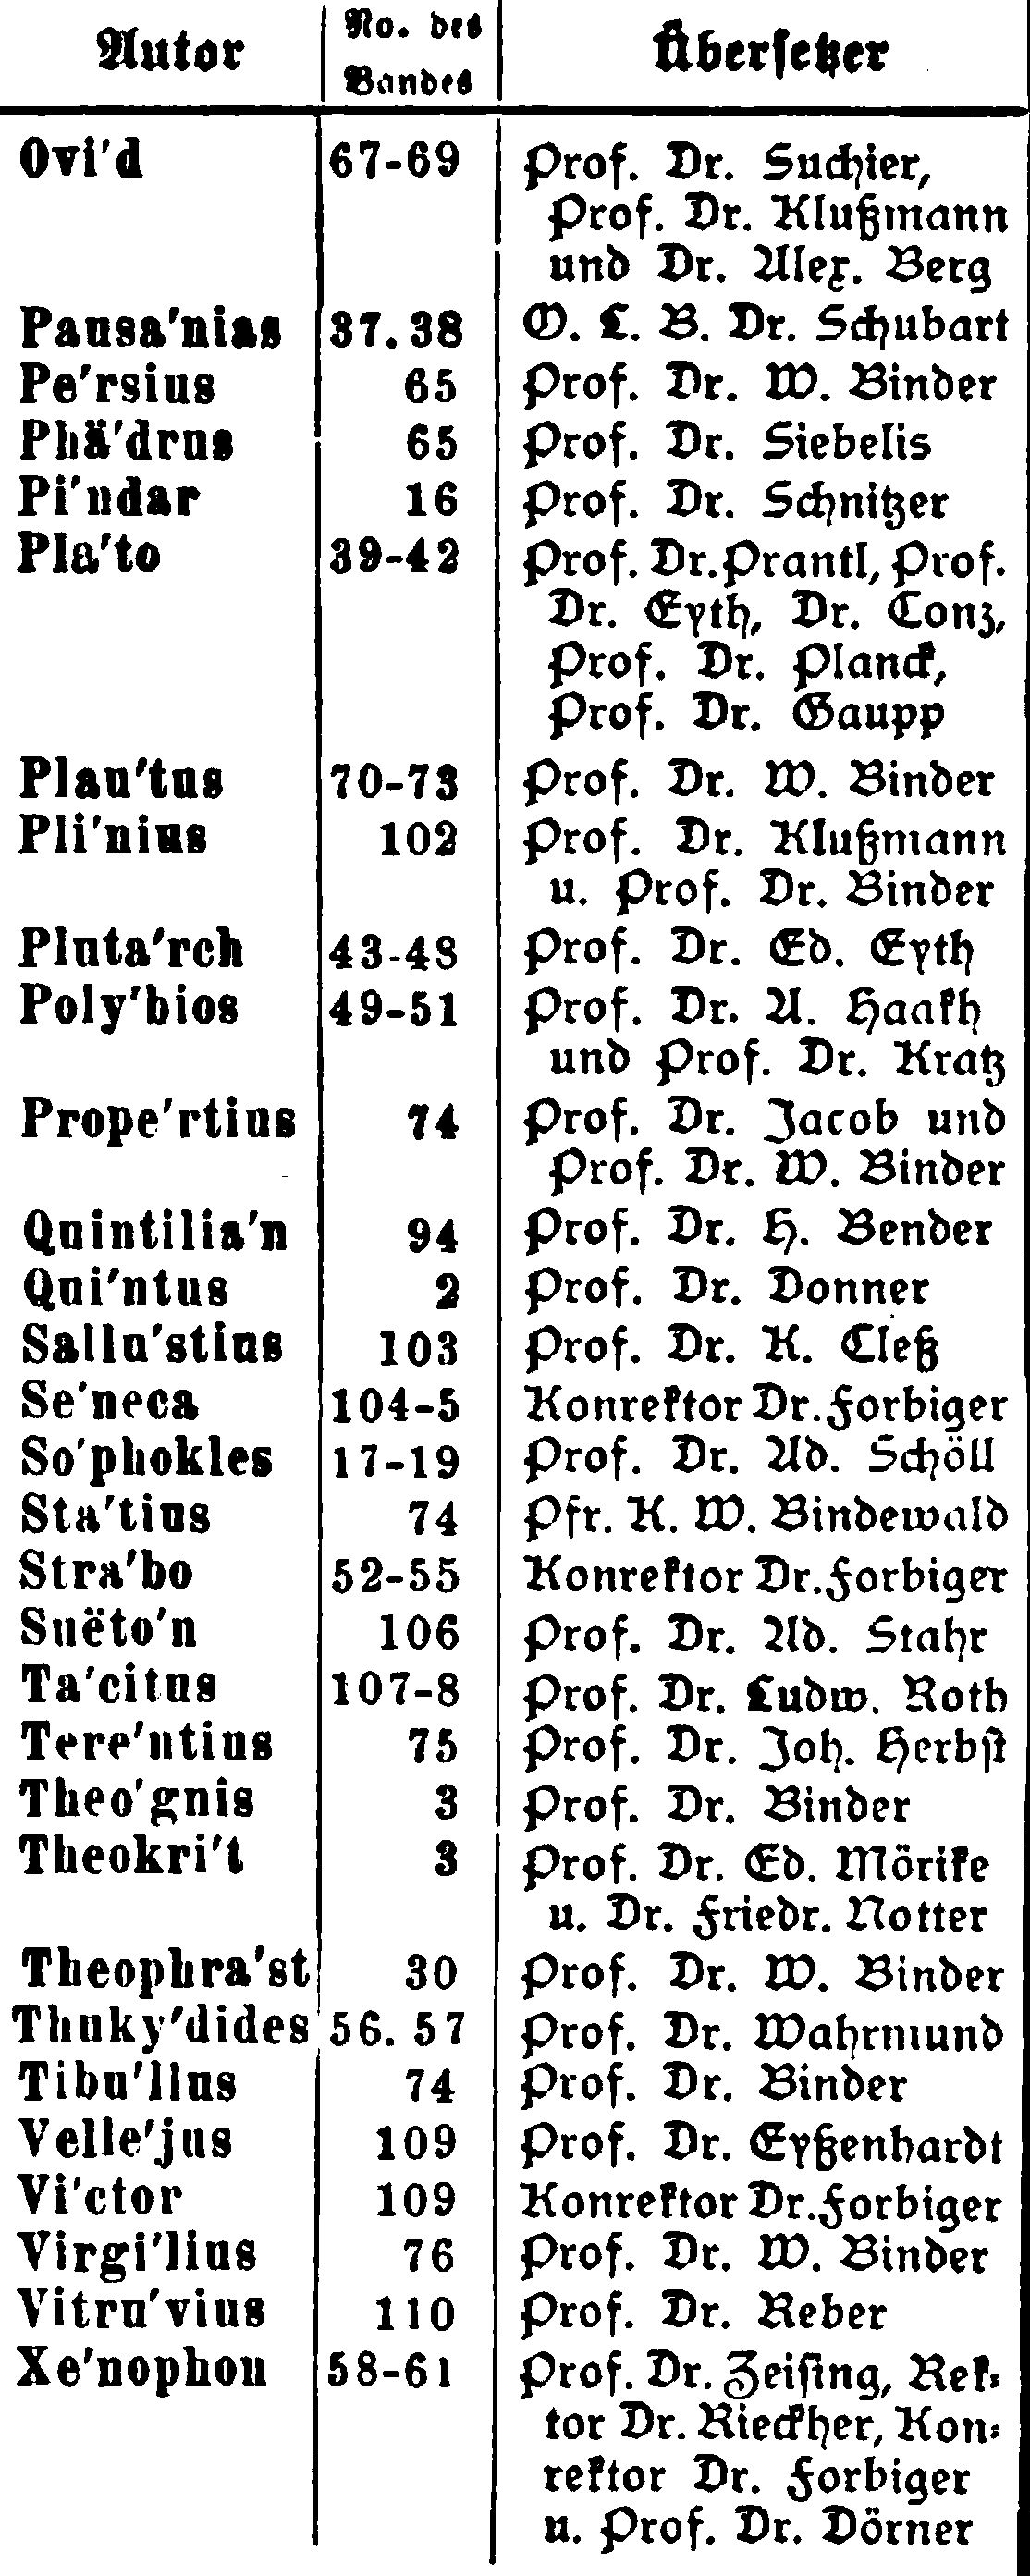 Autor No. des Bandes Übersetzer
Ovi'd 67-69 Prof. Dr. Suchier,
Prof. Dr. Klußmann
und Dr. Alex. Berg
Pausa'nias 37. 38 O. L. B. Dr. Schubart
Pe'rsius 65 Prof. Dr. W. Binder
Phä'drus 65 Prof. Dr. Siebelis
Pi'ndar 16 Prof. Dr. Schnitzer
Pla'to 39-42 Prof. Dr. Prantl, Prof.
Dr. Eyth, Dr. Conz,
Prof. Dr. Planck,
Prof. Dr. Gaupp
Plau'tus 70-73 Prof. Dr. W. Binder
Pli'nius 102 Prof. Dr. Klußmann
u. Prof. Dr. Binder
Pluta'rch 43-48 Prof. Dr. Ed. Eyth
Poly'bios 49-51 Prof. Dr. A. Haakh
und Prof. Dr. Kratz
Prope'rtius 74 Prof. Dr. Jacob und
Prof. Dr. W. Binder
Quintilia'n 94 Prof. Dr. H. Bender
Qui'ntus 2 Prof. Dr. Donner
Sallu'stius 103 Prof. Dr. K. Cleß
Se'neca 104-5 Konrektor Dr. Forbiger
So'phokles 17-19 Prof. Dr. Ad. Schöll
Sta'tius 74 Pfr. K. W. Bindewald
Stra'bo 52-55 Konrektor Dr. Forbiger
Suëto'n 106 Prof. Dr. Ad. Stahr
Ta'citus 107-8 Prof. Dr. Ludw. Roth
Tere'ntius 75 Prof. Dr. Joh. Herbst
Theo'gnis 3 Prof. Dr. Binder
Theokri't 3 Prof. Dr. Ed. Mörike
u. Dr. Friedr. Notter
Theophra'st 30 Prof. Dr. W. Binder
Thuky'dides 56. 57 Prof. Dr. Wahrmund
Tibu'llus 74 Prof. Dr. Binder
Velle'jus 109 Prof. Dr. Eyßenhardt
Vi'ctor 109 Konrektor Dr. Forbiger
Virgi'lius 76 Prof. Dr. W. Binder
Vitru'vius 110 Prof. Dr. Reber
Xe'nophon 58-61 Prof. Dr. Zeising, Rek-
tor Dr. Rieckher, Kon-
rektor Dr. Forbiger
u. Prof. Dr. Dörner